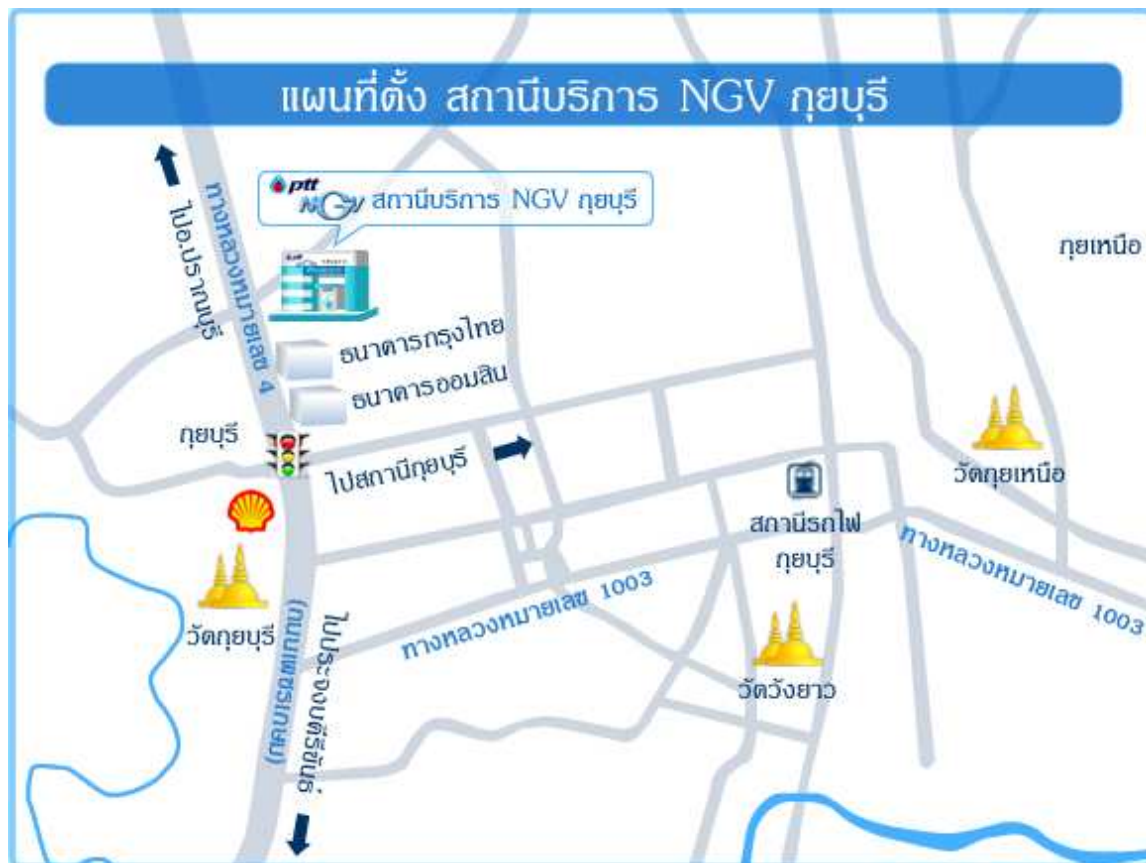 แผนที่ตั้ง สถานีบริการ NGV กุยบุรี
ptt
NGV สถานีบริการ NGV กุยบุรี
ไปอ.ปราณบุรี
ทางหลวงหมายเลข 4
กุยเหนือ
ธนาคารกรุงไทย
ธนาคารออมสิน
กุยบุรี
ไปสถานีกุยบุรี
วัดกุยเหนือ
สถานีรถไฟ
กุยบุรี
ทางหลวงหมายเลข 1003
ทางหลวงหมายเลข 1003
วัดกุยบุรี
(ถนนเพชรเกษม)
ไปประจวบคีรีขันธ์
วัดวังยาว